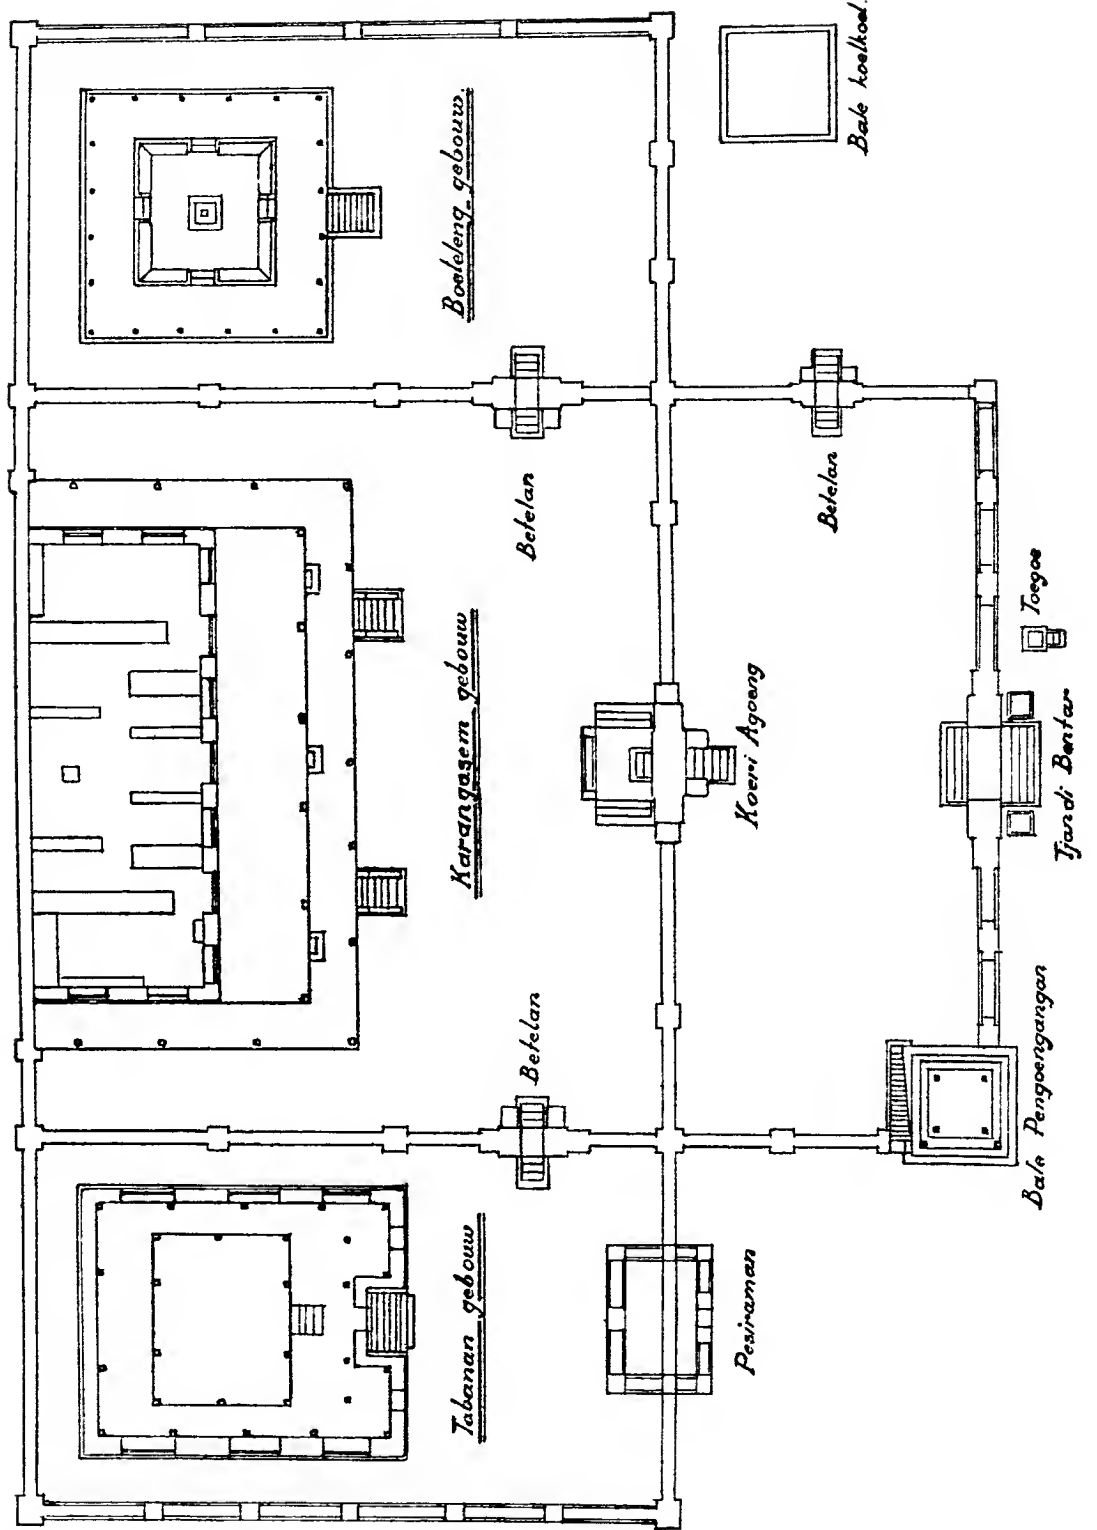 Bale koelkoel.
Boeleleng gebouw.
Betelan
Betelan
Karangasem gebouw
Koeri Agoeng
Toegoe
Tjandi Bentar
Betelan
Bale Pengoengangan
Tabanan gebouw
Pesiraman